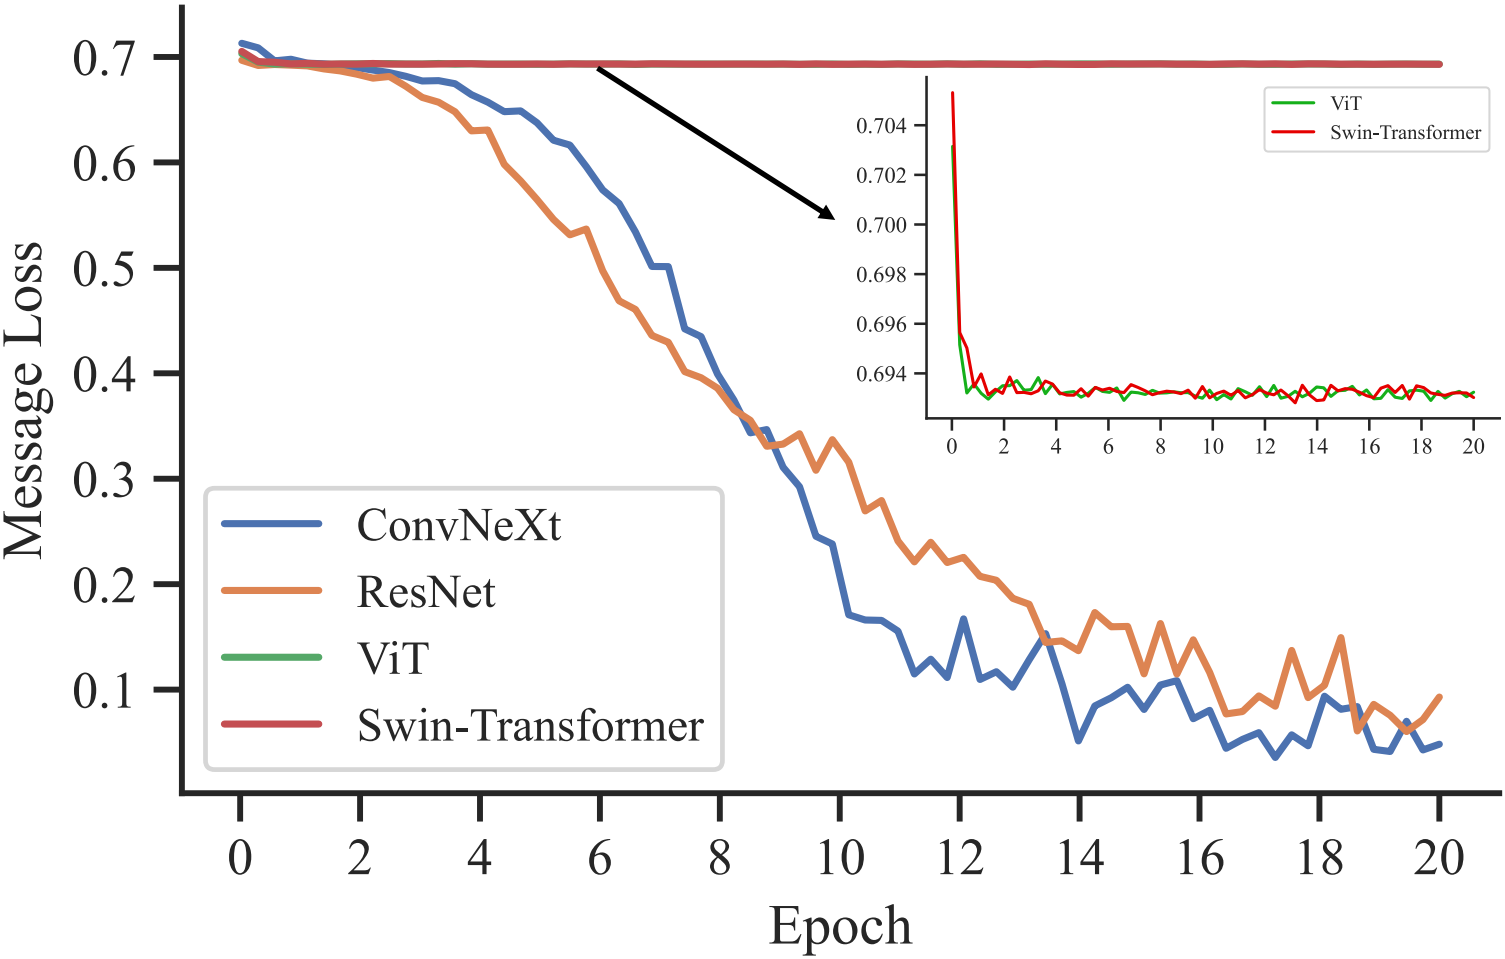 Message Loss
0.7
0.6
0.5
0.4
0.3
0.2
0.1
ConvNeXt
ResNet
ViT
Swin-Transformer
0 2 4 6 8 10 12 14 16 18 20
Epoch
ViT
Swin-Transformer
0.704
0.702
0.700
0.698
0.696
0.694
0 2 4 6 8 10 12 14 16 18 20